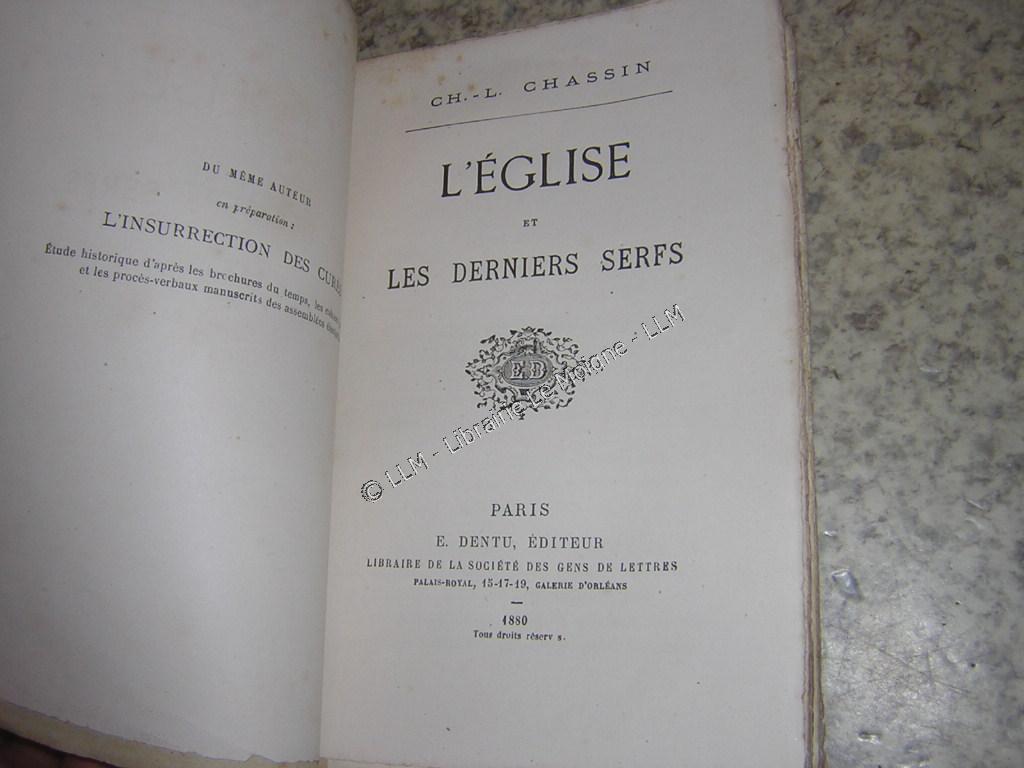 DU MÊME AUTEUR
en préparation :
L'INSURRECTION DES CURÉS
Étude historique d'après les brochures du temps, les
et les procès-verbaux manuscrits des assemblées
CH.-L. CHASSIN
L'ÉGLISE
ET
LES DERNIERS SERFS
© LLM - Librairie Le Moigne - LLM
PARIS
E. DENTU, ÉDITEUR
LIBRAIRE DE LA SOCIÉTÉ DES GENS DE LETTRES
PALAIS-ROYAL, 15-17-19, GALERIE D'ORLÉANS
1880
Tous droits réserv s.